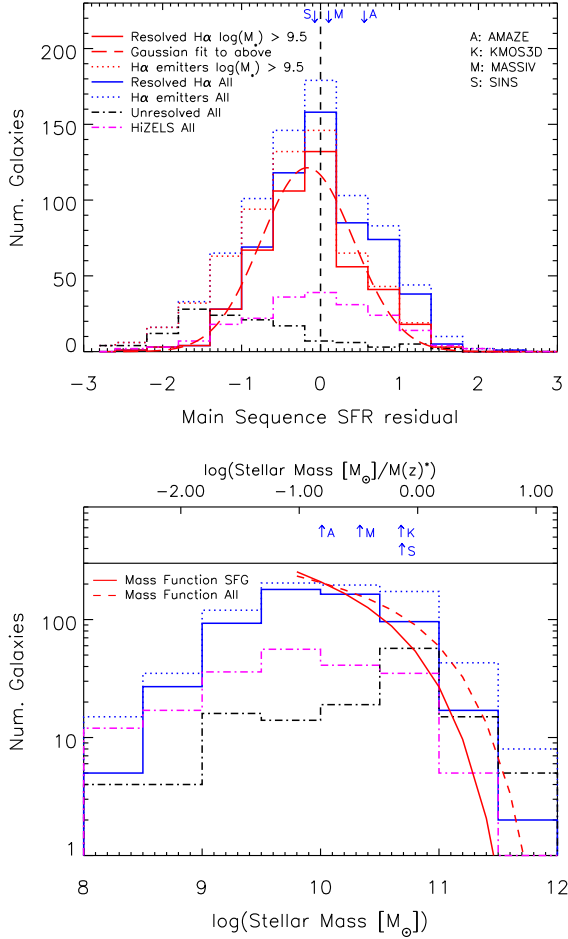 S M A
Resolved Hα log(M*) > 9.5
Gaussian fit to above
Hα emitters log(M*) > 9.5
Resolved Hα All
Hα emitters All
Unresolved All
HiZELS All
A: AMAZE
K: KMOS3D
M: MASSIV
S: SINS
200
150
100
50
0
Num. Galaxies
-3 -2 -1 0 1 2 3
Main Sequence SFR residual
log(Stellar Mass [M⊙]/M(z)*)
-2.00 -1.00 0.00 1.00
A M K
S
Mass Function SFG
Mass Function All
100
10
1
Num. Galaxies
8 9 10 11 12
log(Stellar Mass [M⊙])